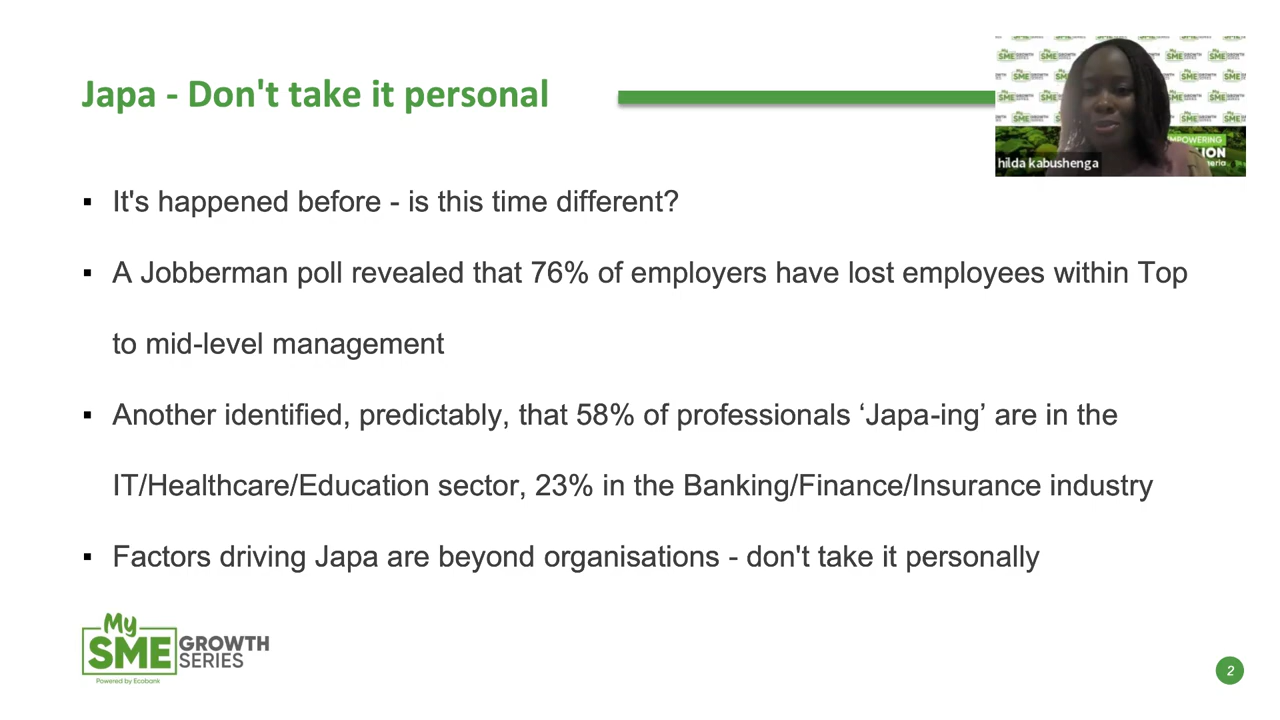 Japa - Don't take it personal
hilda kabushenga
▪ It's happened before - is this time different?
▪ A Jobberman poll revealed that 76% of employers have lost employees within Top
to mid-level management
▪ Another identified, predictably, that 58% of professionals ‘Japa-ing’ are in the
IT/Healthcare/Education sector, 23% in the Banking/Finance/Insurance industry
▪ Factors driving Japa are beyond organisations - don't take it personally
My
SME GROWTH
SERIES
Powered by Ecobank
2